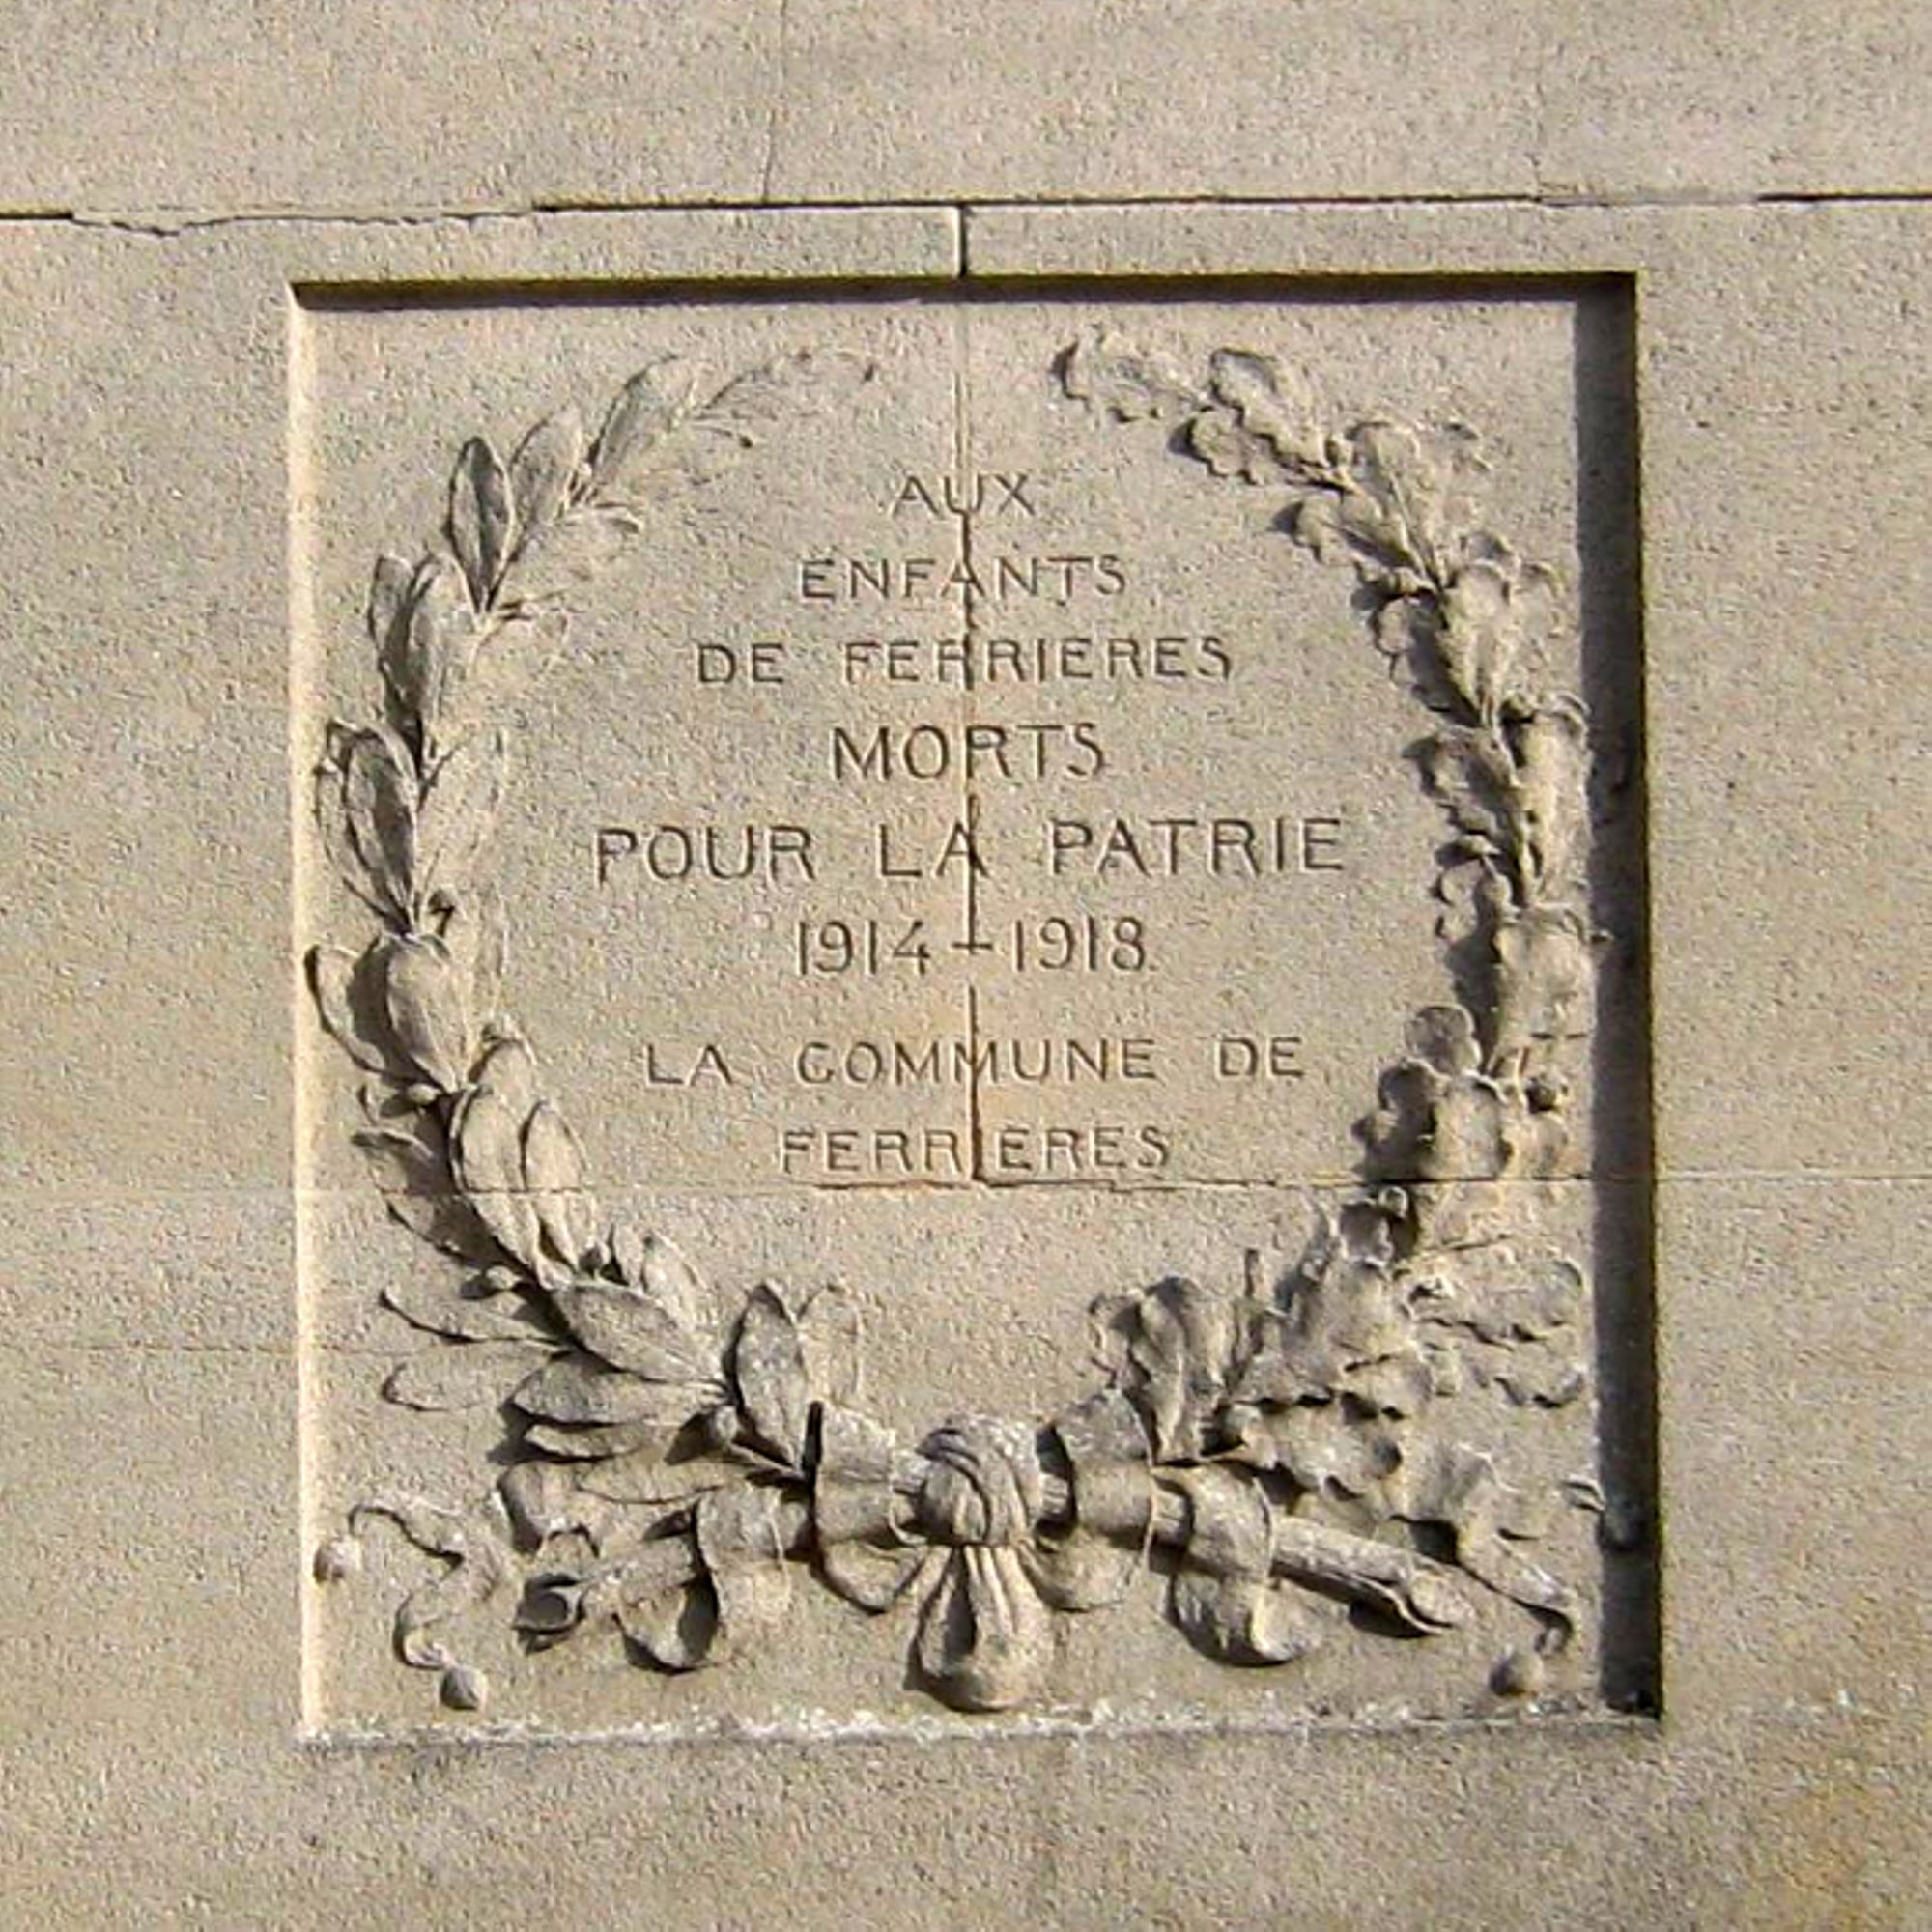 AUX
ENFANTS
DE FERRIERES
MORTS
POUR LA PATRIE
1914-1918.
LA COMMUNE DE
FERRIERES